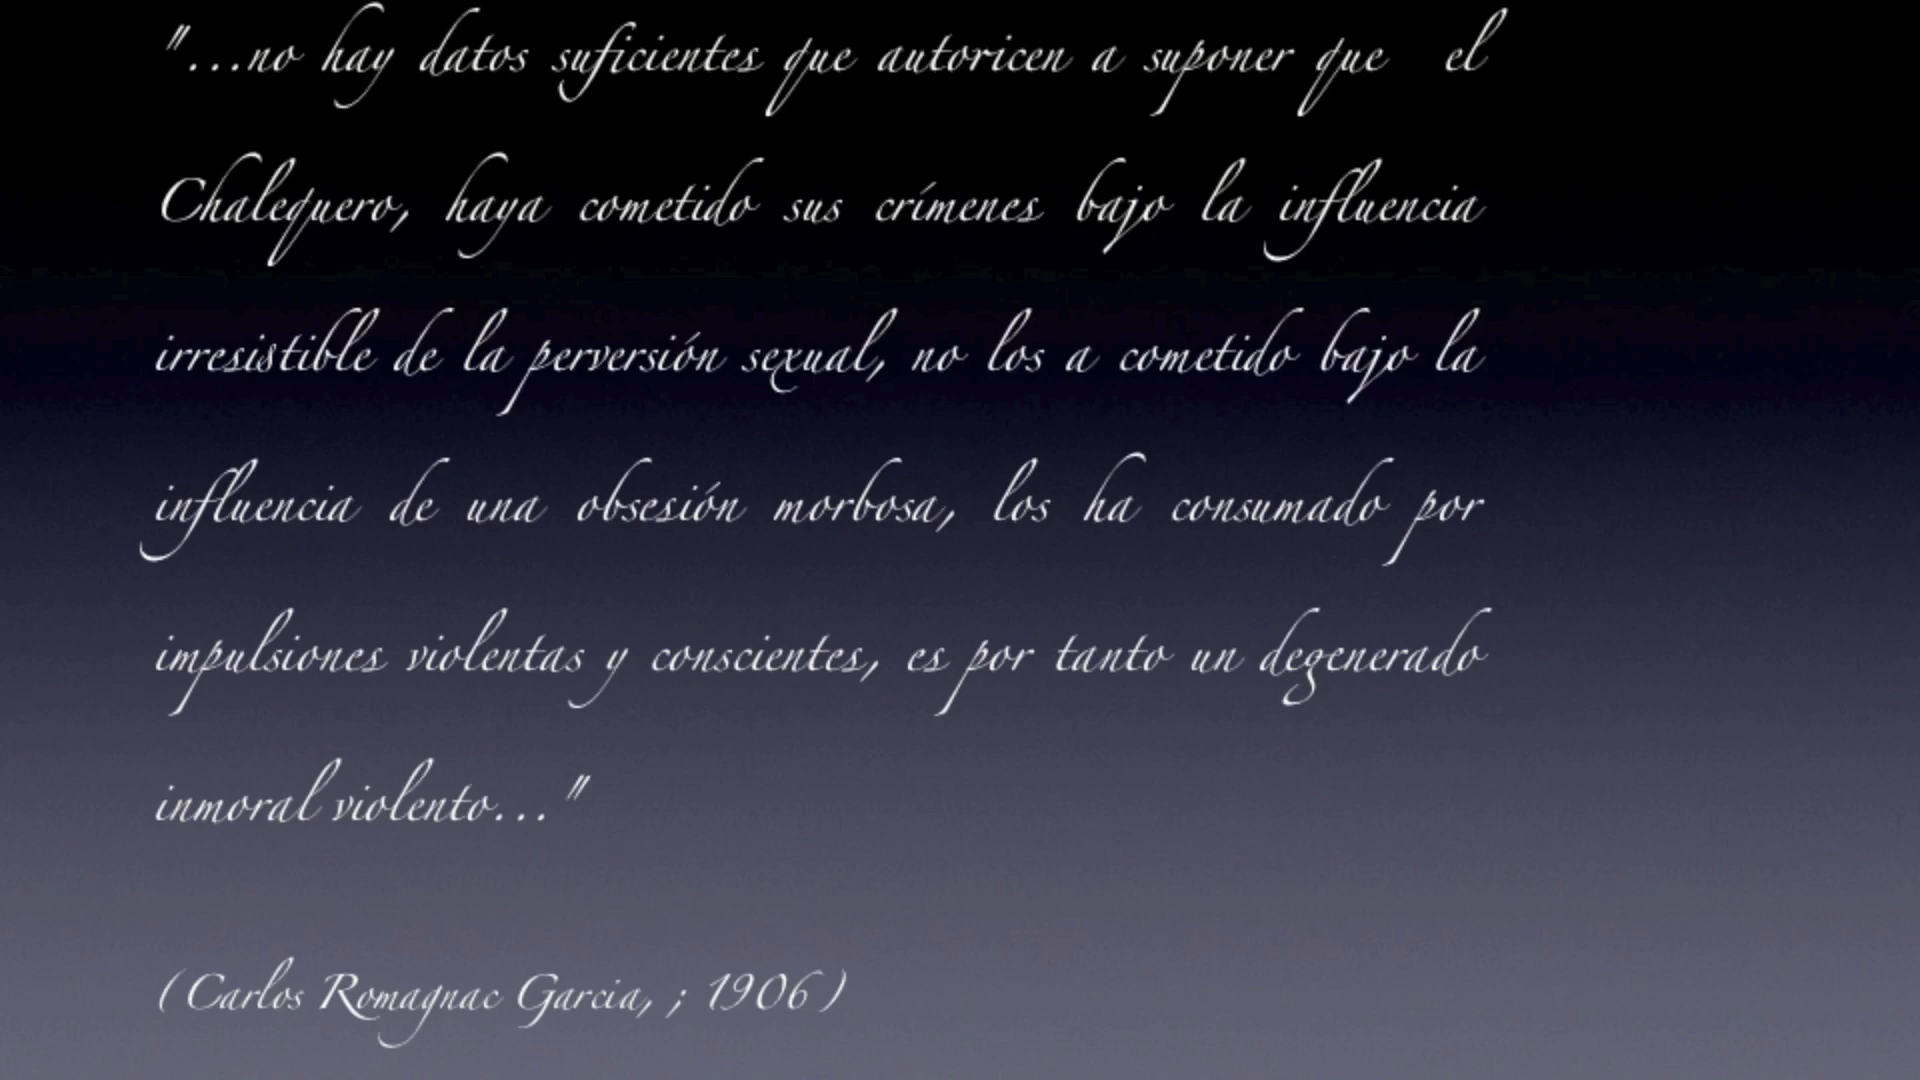 "...no hay datos suficientes que autoricen a suponer que el
Chalequero, haya cometido sus crímenes bajo la influencia
irresistible de la perversión sexual, no los a cometido bajo la
influencia de una obsesión morbosa, los ha consumado por
impulsiones violentas y conscientes, es por tanto un degenerado
inmoral violento..."
(Carlos Romagnac Garcia, ; 1906)